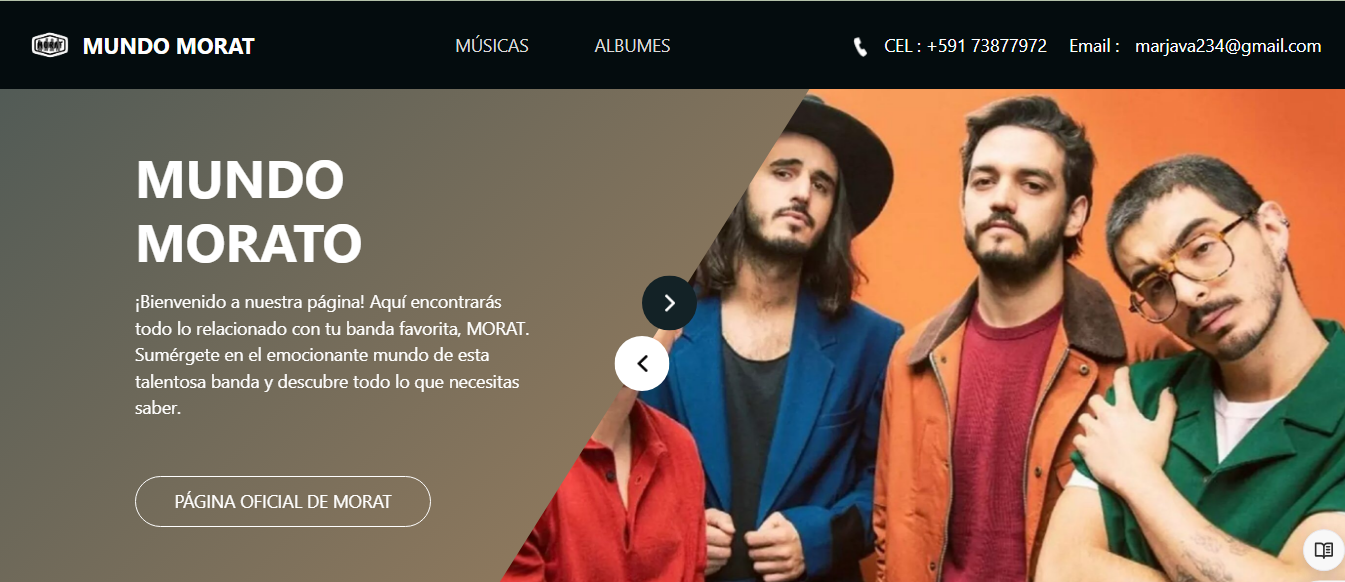 MORAT
MUNDO MORAT
MÚSICAS
ALBUMES
CEL : +591 73877972
Email : marjava234@gmail.com
MUNDO
MORATO
¡Bienvenido a nuestra página! Aquí encontrarás
todo lo relacionado con tu banda favorita, MORAT.
Sumérgete en el emocionante mundo de esta
talentosa banda y descubre todo lo que necesitas
saber.
PÁGINA OFICIAL DE MORAT